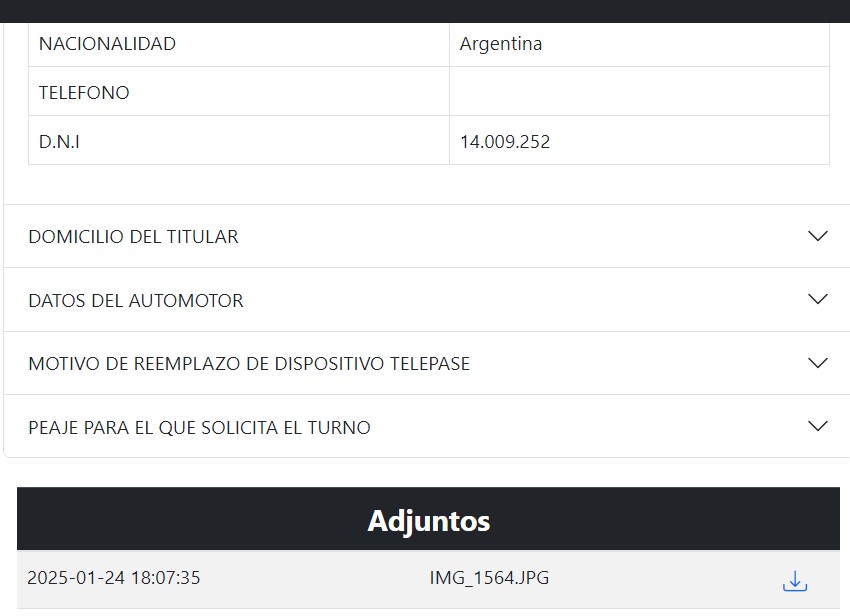 NACIONALIDAD Argentina
TELEFONO
D.N.I 14.009.252
DOMICILIO DEL TITULAR
DATOS DEL AUTOMOTOR
MOTIVO DE REEMPLAZO DE DISPOSITIVO TELEPASE
PEAJE PARA EL QUE SOLICITA EL TURNO
Adjuntos
2025-01-24 18:07:35 IMG_1564.JPG